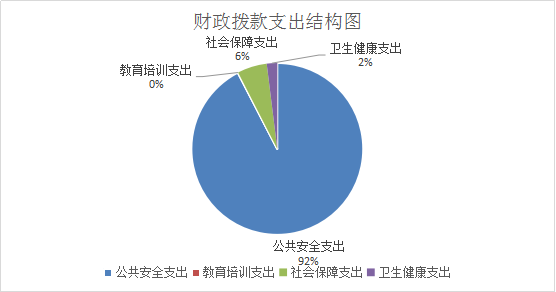 财政拨款支出结构图
社会保障支出
6%
卫生健康支出
2%
教育培训支出
0%
公共安全支出
92%
公共安全支出 教育培训支出 社会保障支出 卫生健康支出